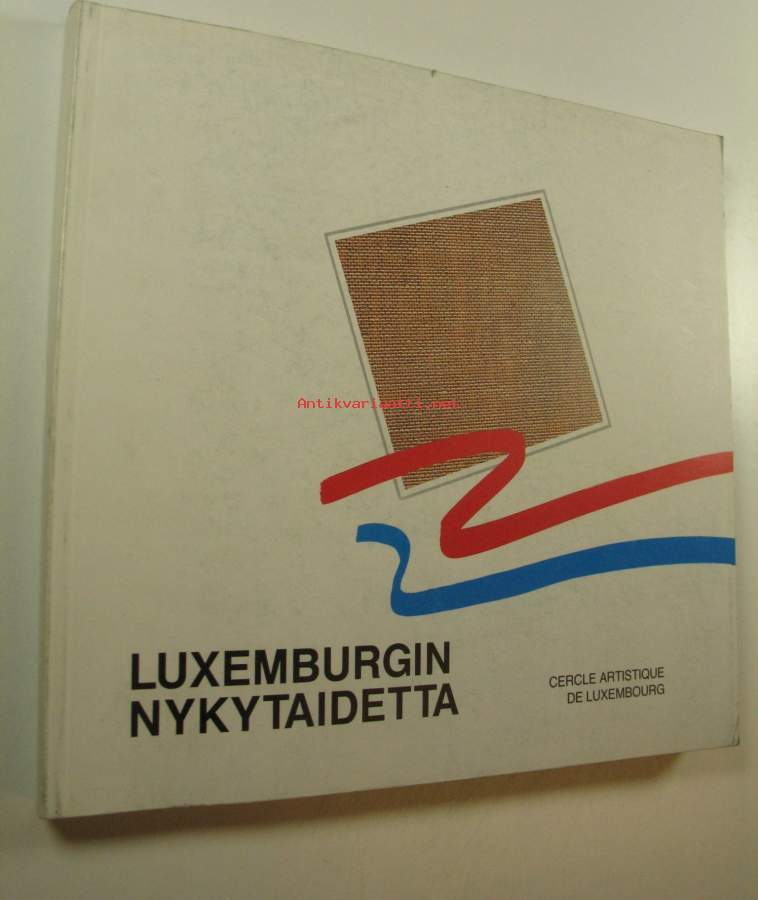 Antikvariaatti.net
LUXEMBURGIN
NYKYTAIDETTA
CERCLE ARTISTIQUE
DE LUXEMBOURG